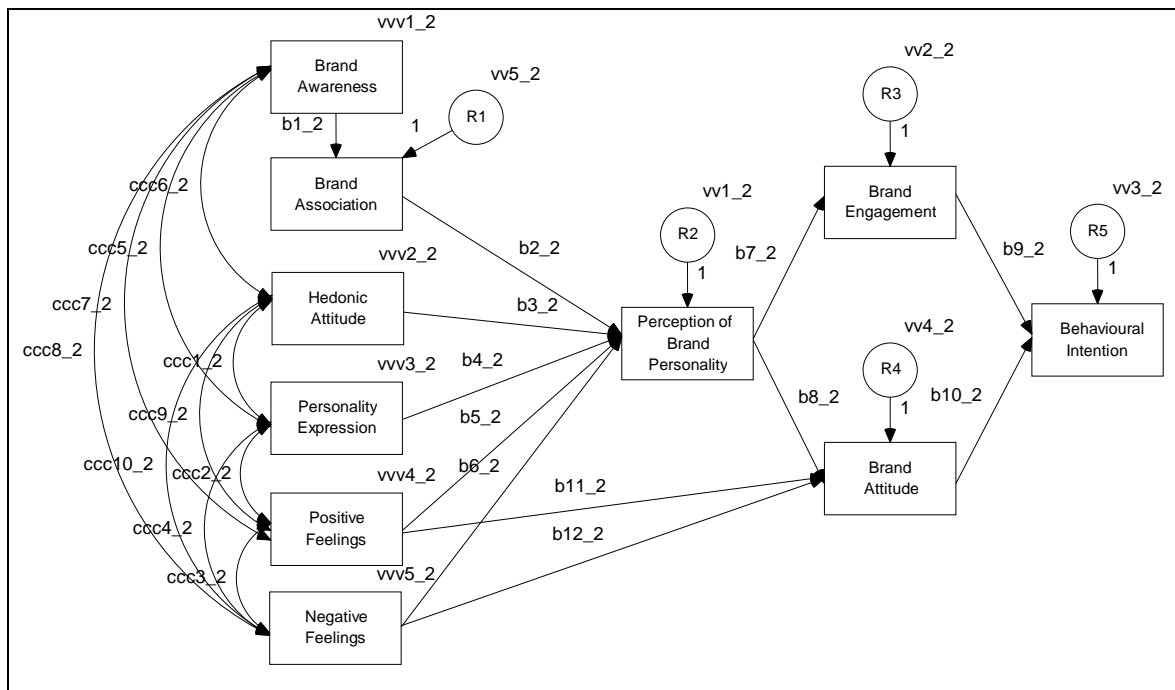 vvv1_2
Brand
Awareness
vv5_2
R1
1
b1_2
Brand
Association
ccc6_2
ccc5_2
ccc7_2
ccc8_2
vvv2_2
Hedonic
Attitude
b2_2
b3_2
ccc1_2
vvv3_2
b4_2
ccc9_2
Personality
Expression
b5_2
ccc10_2
ccc2_2
vvv4_2
b6_2
Positive
Feelings
b11_2
ccc4_2
b12_2
ccc3_2
vvv5_2
Negative
Feelings
vv1_2
R2
1
Perception of
Brand
Personality
b7_2
b8_2
vv2_2
R3
1
Brand
Engagement
b9_2
vv4_2
R4
1
b10_2
Brand
Attitude
vv3_2
R5
1
Behavioural
Intention